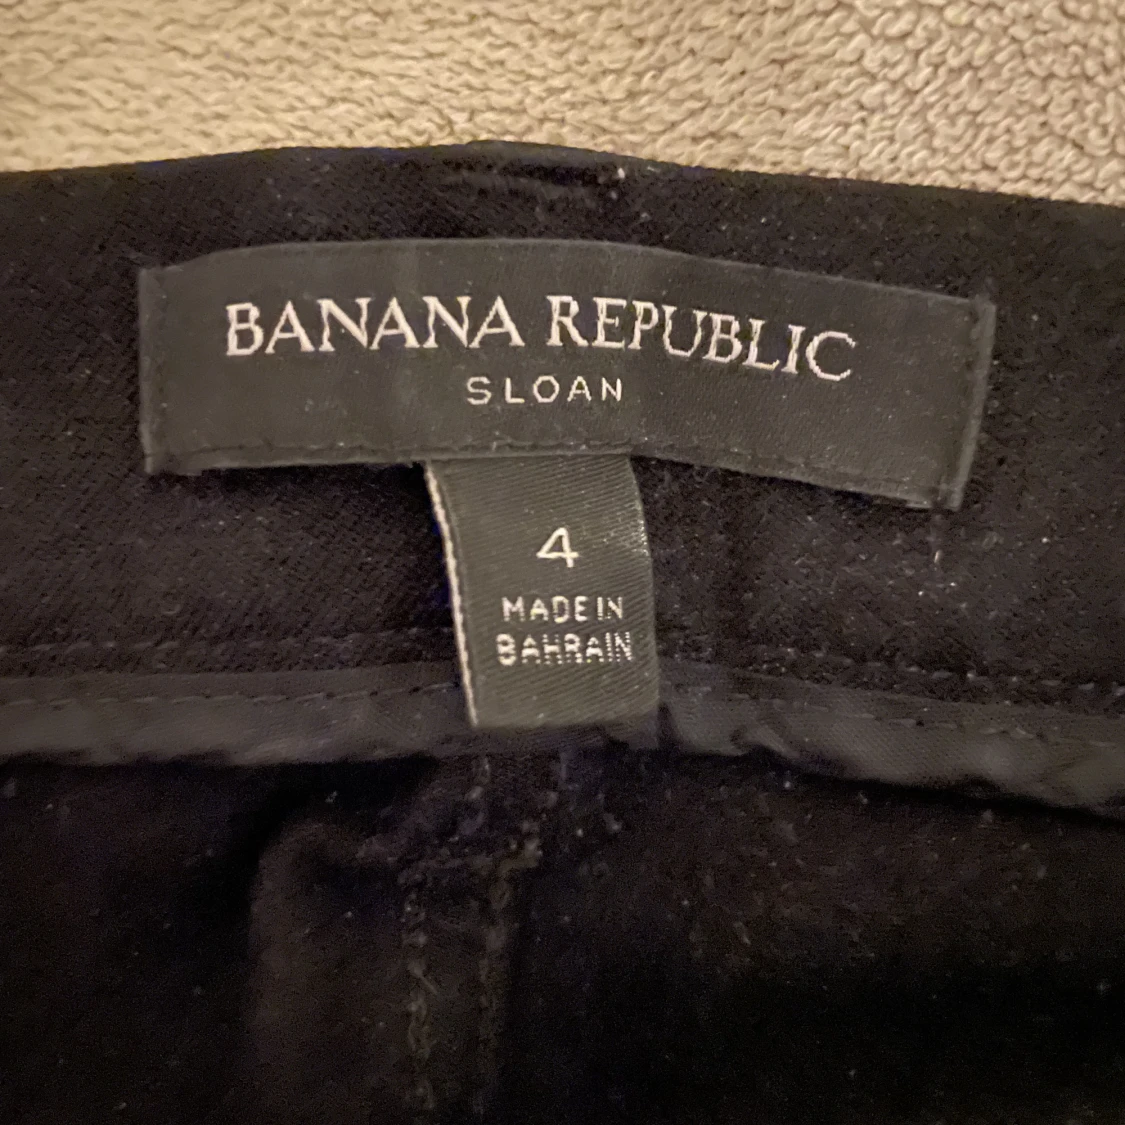 BANANA REPUBLIC
SLOAN
4
MADE IN
BAHRAIN